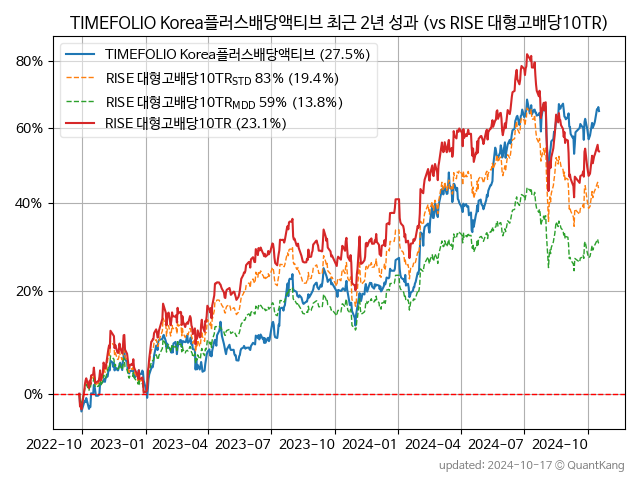 TIMEFOLIO Korea플러스배당액티브 최근 2년 성과 (vs RISE 대형고배당10TR)
TIMEFOLIO Korea플러스배당액티브 (27.5%)
RISE 대형고배당10TR_STD 83% (19.4%)
RISE 대형고배당10TR_MDD 59% (13.8%)
RISE 대형고배당10TR (23.1%)
80%
60%
40%
20%
0%
2022-10 2023-01 2023-04 2023-07 2023-10 2024-01 2024-04 2024-07 2024-10
updated: 2024-10-17 © QuantKang